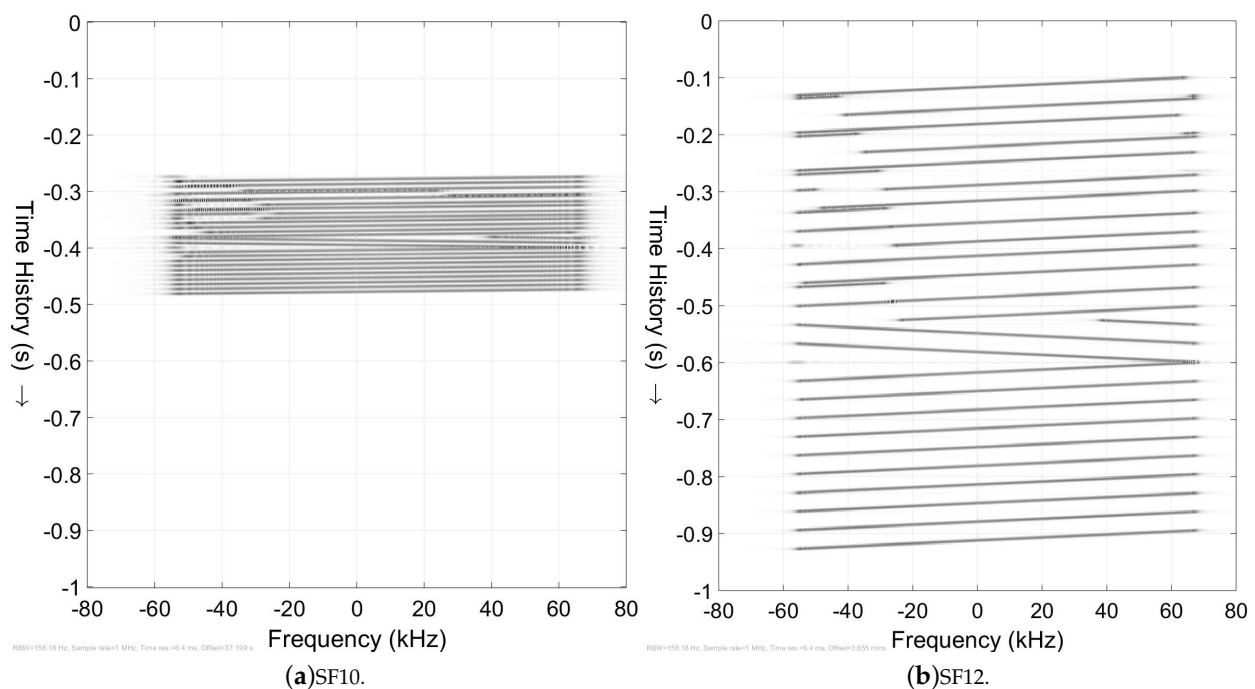 0
-0.1
-0.2
-0.3
-0.4
-0.5
-0.6
-0.7
-0.8
-0.9
-1
Time History (s) →
-80 -60 -40 -20 0 20 40 60 80
Frequency (kHz)
RBW=156.18 Hz, Sample rate=1 MHz, Time res.=6.4 ms, Offset=37.199 s
(a)SF10.
0
-0.1
-0.2
-0.3
-0.4
-0.5
-0.6
-0.7
-0.8
-0.9
-1
Time History (s) →
-80 -60 -40 -20 0 20 40 60 80
Frequency (kHz)
RBW=156.18 Hz, Sample rate=1 MHz, Time res.=6.4 ms, Offset=3.655 mins
(b)SF12.